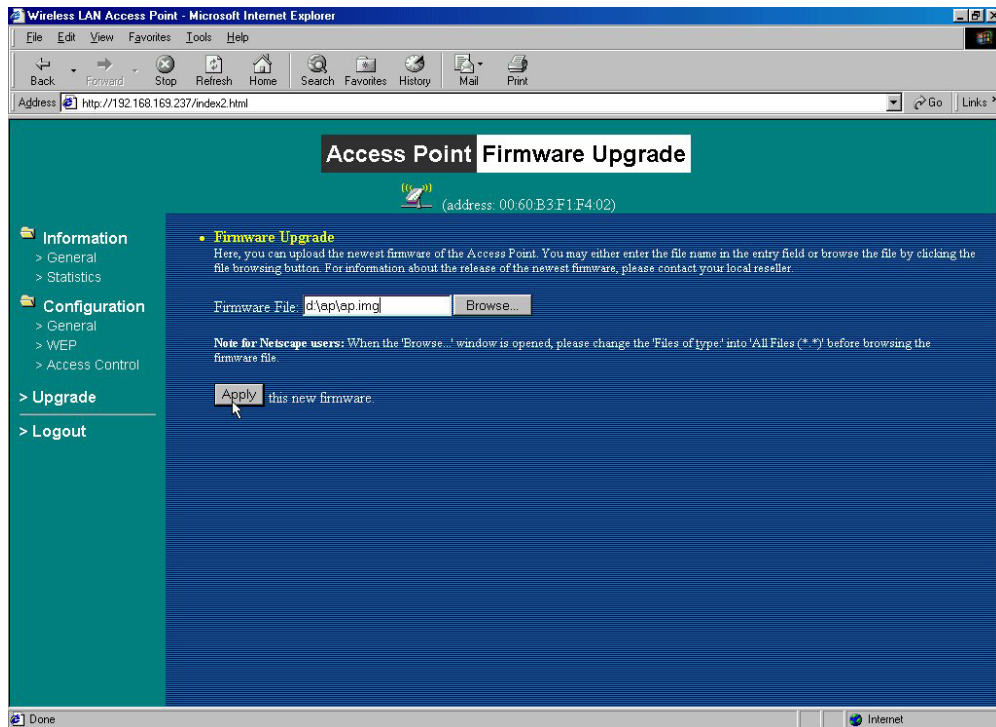 Wireless LAN Access Point - Microsoft Internet Explorer
File Edit View Favorites Tools Help
Back Forward Stop Refresh Home Search Favorites History Mail Print
Address http://192.168.169.237/index2.html Go Links
Access Point Firmware Upgrade
(address: 00:60:B3:F1:F4:02)
Information
> General
> Statistics
Configuration
> General
> WEP
> Access Control
> Upgrade
> Logout
• Firmware Upgrade
Here, you can upload the newest firmware of the Access Point. You may either enter the file name in the entry field or browse the file by clicking the
file browsing button. For information about the release of the newest firmware, please contact your local reseller.
Firmware File: d:\ap\ap.img Browse...
Note for Netscape users: When the 'Browse...' window is opened, please change the 'Files of type:' into 'All Files (*.*)' before browsing the
firmware file.
Apply this new firmware.
Done Internet